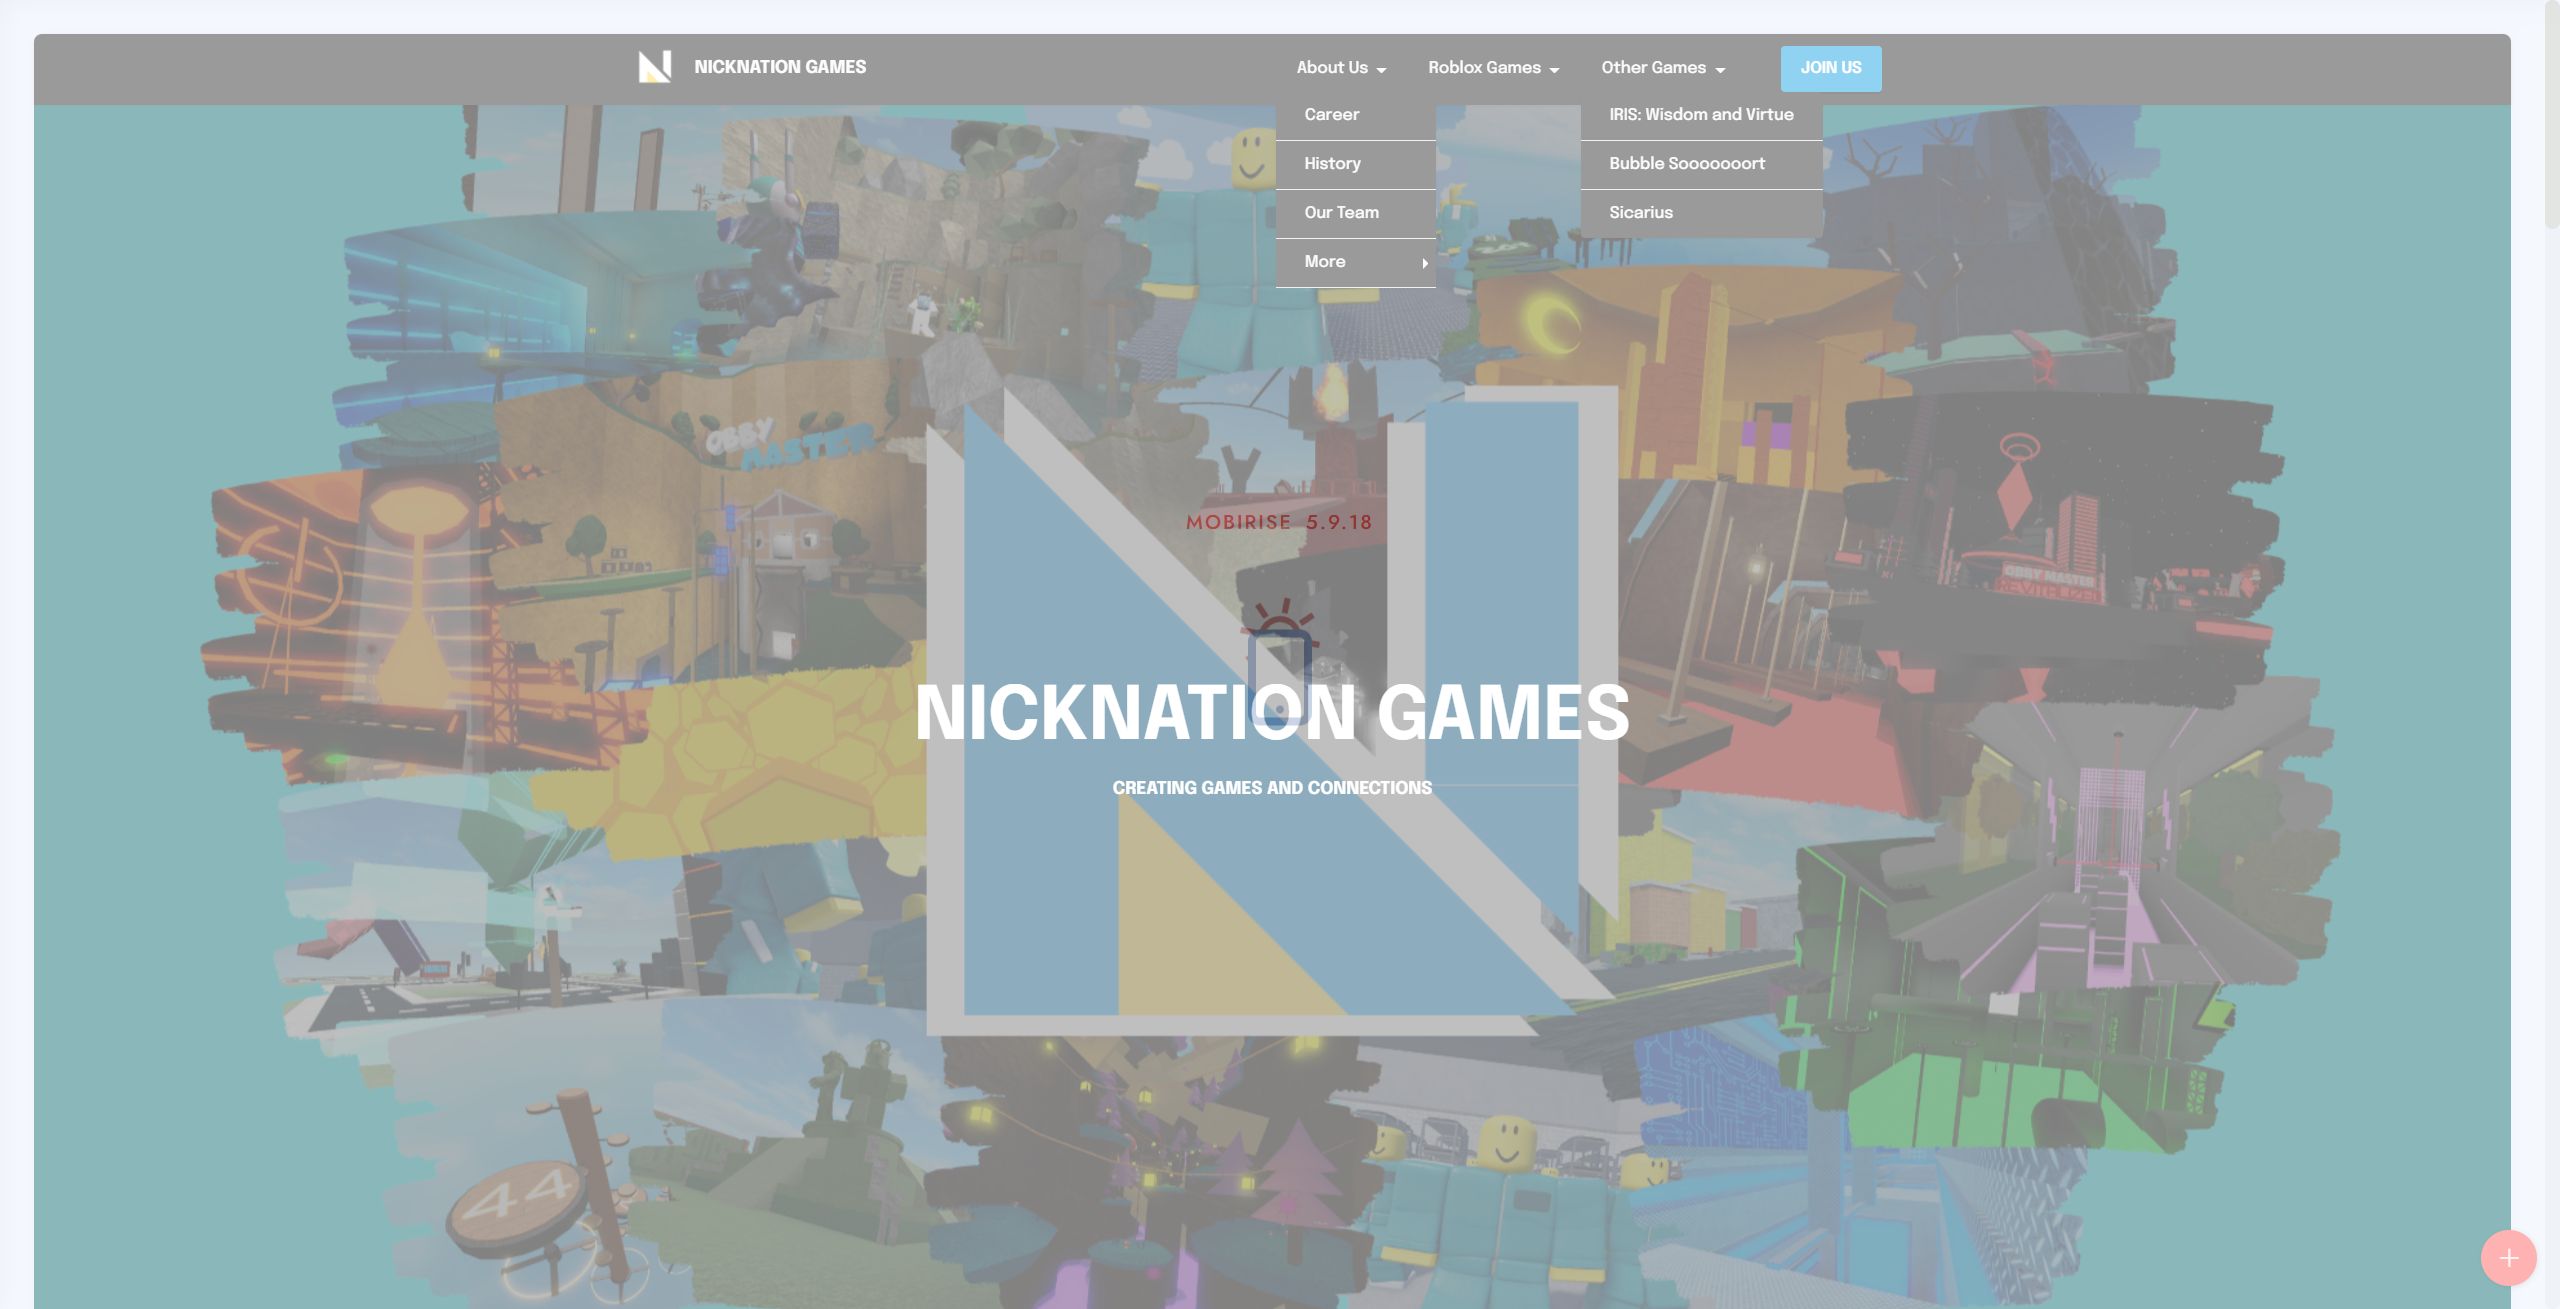 NICKNATION GAMES
About Us
Roblox Games
Other Games
JOIN US
Career
History
Our Team
More
IRIS: Wisdom and Virtue
Bubble Sooooooort
Sicarius
OBBY
MASTER
MOBIRISE 5.9.18
OBBY MASTER
REVITALIZED
NICKNATION GAMES
CREATING GAMES AND CONNECTIONS
44